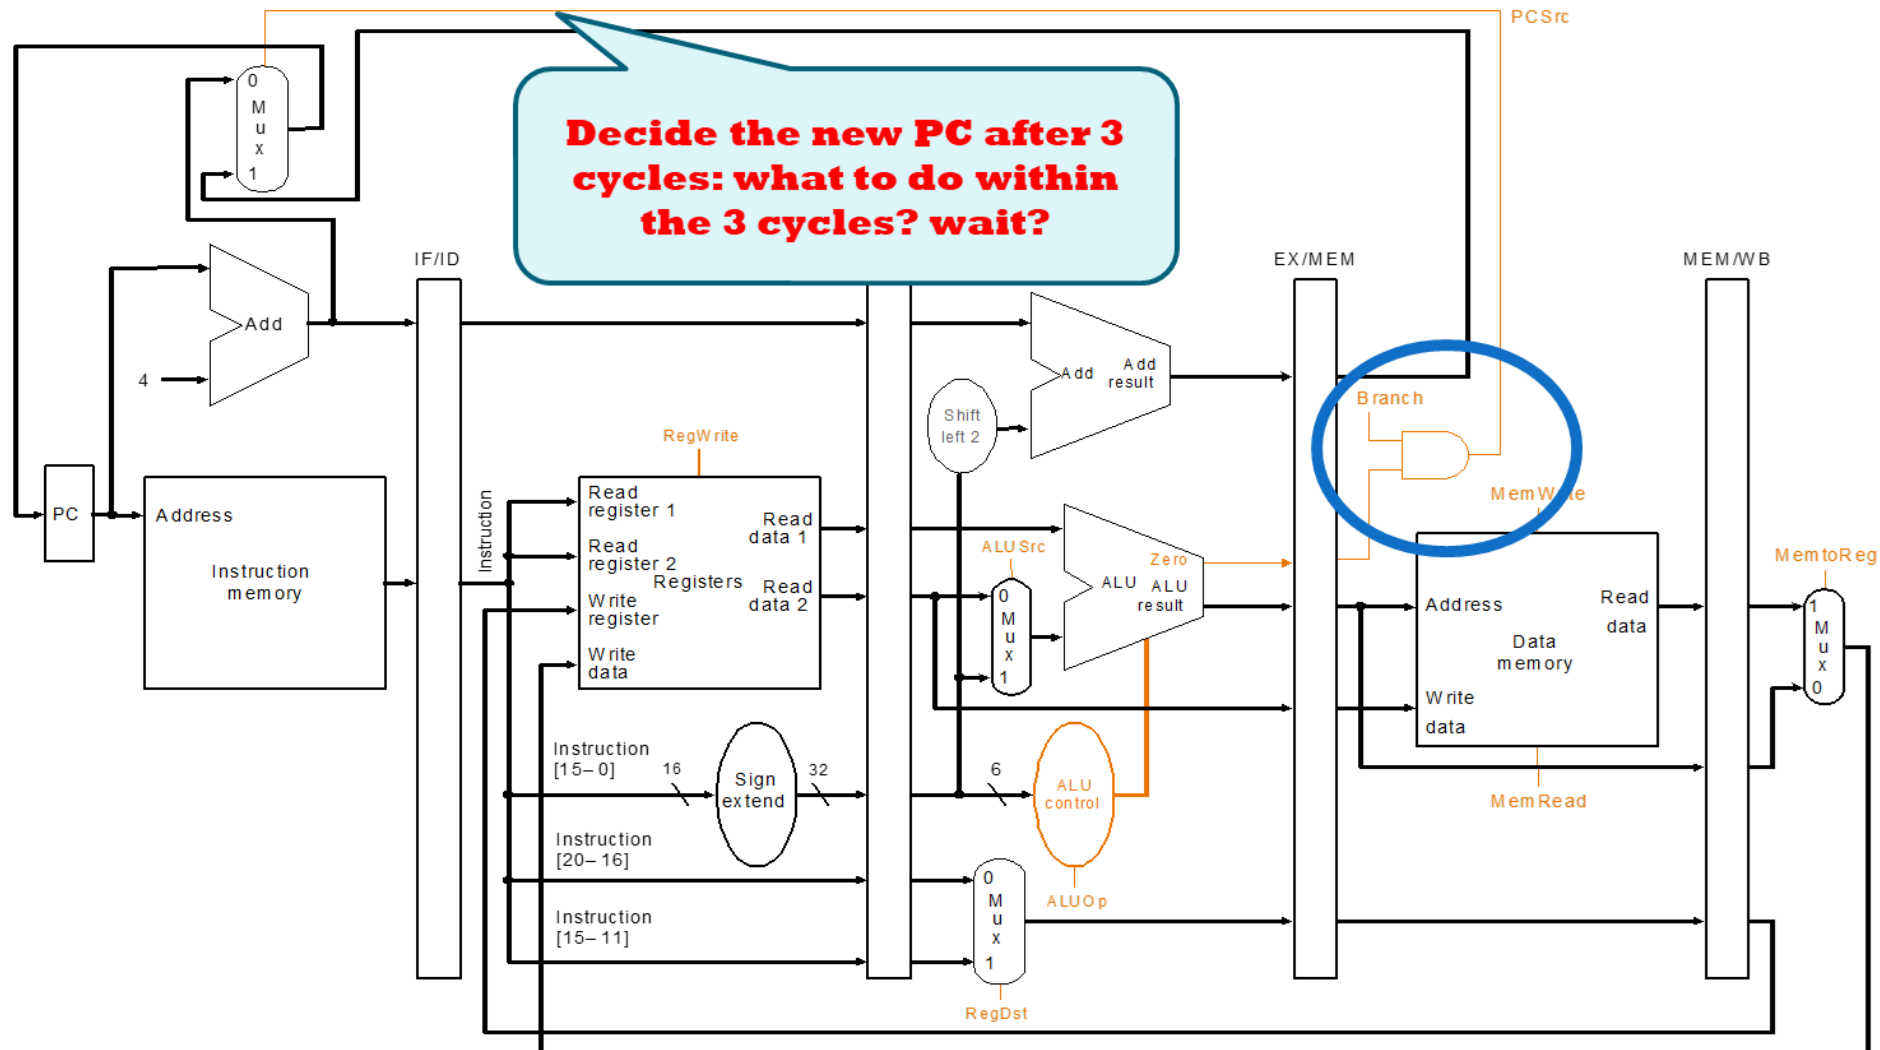 PCSrc
0
M
u
x
1
Decide the new PC after 3
cycles: what to do within
the 3 cycles? wait?
IF/ID
EX/MEM
MEM/WB
Add
4
Add
Add
result
Shift
left 2
Branch
RegWrite
PC
Address
Instruction
memory
Instruction
Read
register 1
Read
data 1
Read
register 2
Registers
Read
data 2
Write
register
Write
data
ALUSrc
0
M
u
x
1
Zero
ALU
ALU
result
MemWrite
Address
Read
data
Data
memory
Write
data
MemtoReg
1
M
u
x
0
Instruction
[15–0]
16
Sign
extend
32
6
ALU
control
MemRead
Instruction
[20–16]
0
M
u
x
1
ALUOp
Instruction
[15–11]
RegDst